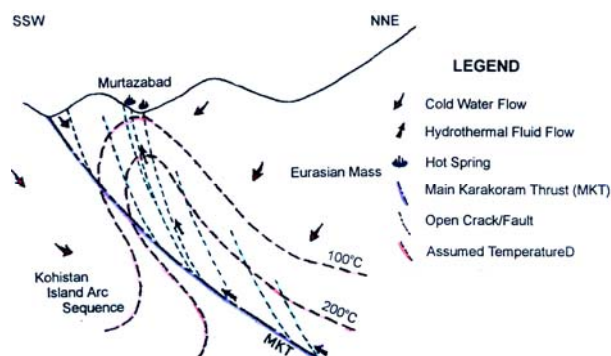 SSW
NNE
Murtazabad
Eurasian Mass
Kohistan
Island Arc
Sequence
100°C
200°C
MKT
LEGEND
Cold Water Flow
Hydrothermal Fluid Flow
Hot Spring
Main Karakoram Thrust (MKT)
Open Crack/Fault
Assumed TemperatureD